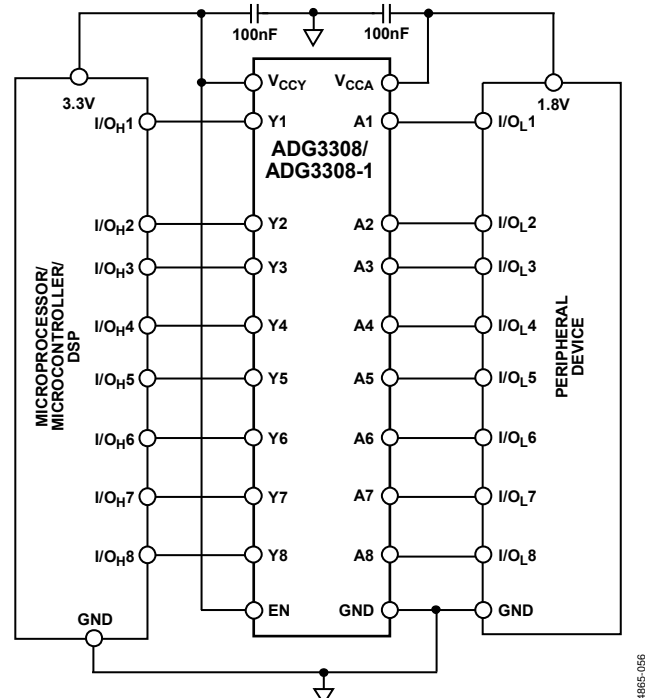 100nF 100nF
3.3V
VCCY VCCA
1.8V
I/OH1 Y1 A1 I/OL1
ADG3308/
ADG3308-1
I/OH2 Y2 A2 I/OL2
I/OH3 Y3 A3 I/OL3
I/OH4 Y4 A4 I/OL4
I/OH5 Y5 A5 I/OL5
I/OH6 Y6 A6 I/OL6
I/OH7 Y7 A7 I/OL7
I/OH8 Y8 A8 I/OL8
MICROPROCESSOR/
MICROCONTROLLER/
DSP
PERIPHERAL
DEVICE
GND EN GND GND
4865-056